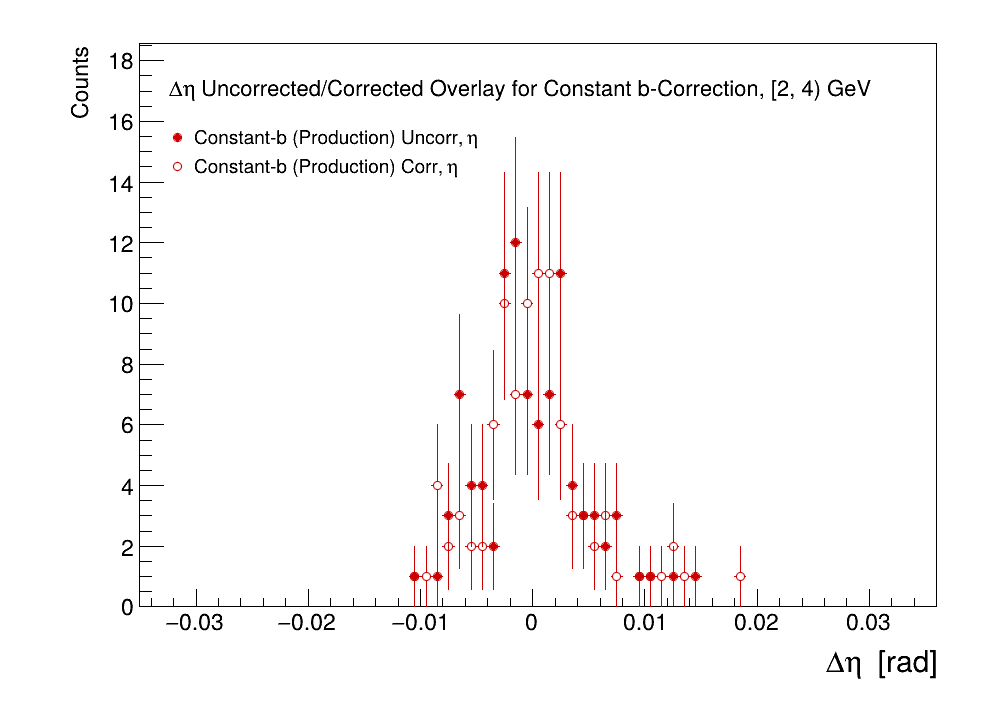 Counts
Δη Uncorrected/Corrected Overlay for Constant b-Correction, [2, 4) GeV
Constant-b (Production) Uncorr, η
Constant-b (Production) Corr, η
18
16
14
12
10
8
6
4
2
0
−0.03 −0.02 −0.01 0 0.01 0.02 0.03
Δη [rad]